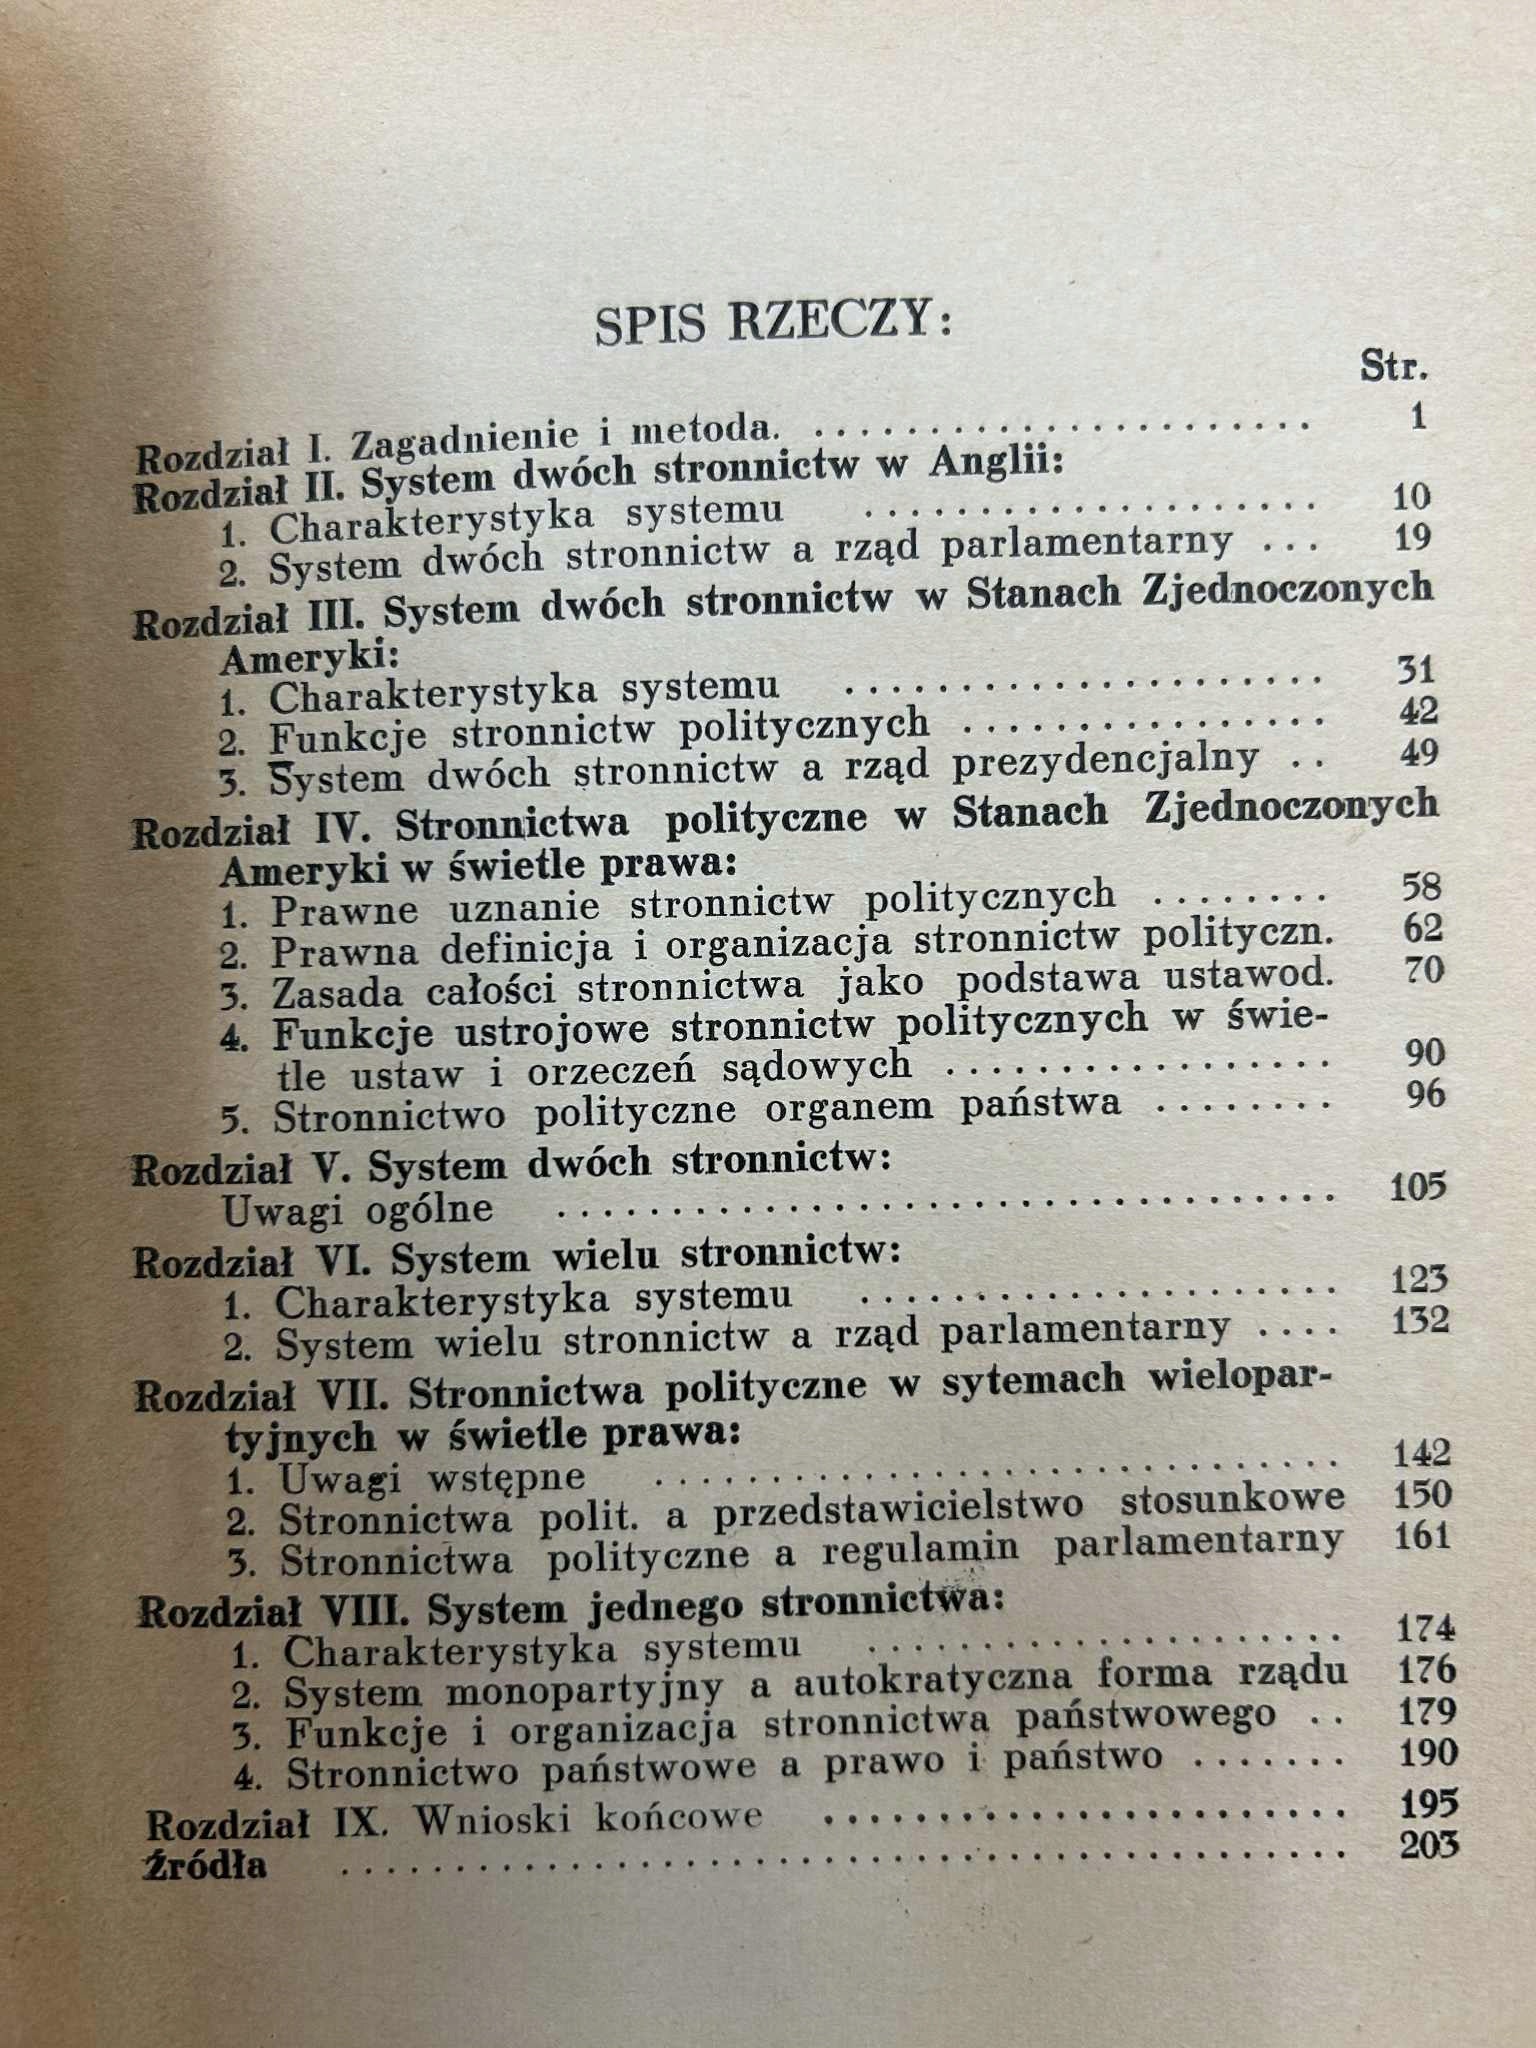 SPIS RZECZY:
Str.
Rozdział I. Zagadnienie i metoda. . . . . . . . . . . . . . . . . . . . . . . 1
Rozdział II. System dwóch stronnictw w Anglii:
1. Charakterystyka systemu . . . . . . . . . . . . . . . . . . . . 10
2. System dwóch stronnictw a rząd parlamentarny . . . 19
Rozdział III. System dwóch stronnictw w Stanach Zjednoczonych
Ameryki:
1. Charakterystyka systemu . . . . . . . . . . . . . . . . . . . . . 31
2. Funkcje stronnictw politycznych . . . . . . . . . . . . . . . . 42
3. System dwóch stronnictw a rząd prezydencjalny . . 49
Rozdział IV. Stronnictwa polityczne w Stanach Zjednoczonych
Ameryki w świetle prawa:
1. Prawne uznanie stronnictw politycznych . . . . . . . . 58
2. Prawna definicja i organizacja stronnictw polityczn. 62
3. Zasada całości stronnictwa jako podstawa ustawod. 70
4. Funkcje ustrojowe stronnictw politycznych w świe-
tle ustaw i orzeczeń sądowych . . . . . . . . . . . . . . . . . 90
5. Stronnictwo polityczne organem państwa . . . . . . . . 96
Rozdział V. System dwóch stronnictw:
Uwagi ogólne . . . . . . . . . . . . . . . . . . . . . . . . . . . . . . . . . . 105
Rozdział VI. System wielu stronnictw:
1. Charakterystyka systemu . . . . . . . . . . . . . . . . . . . . . 123
2. System wielu stronnictw a rząd parlamentarny . . . . 132
Rozdział VII. Stronnictwa polityczne w sytemach wielopar-
tyjnych w świetle prawa:
1. Uwagi wstępne . . . . . . . . . . . . . . . . . . . . . . . . . . . . . . 142
2. Stronnictwa polit. a przedstawicielstwo stosunkowe 150
3. Stronnictwa polityczne a regulamin parlamentarny 161
Rozdział VIII. System jednego stronnictwa:
1. Charakterystyka systemu . . . . . . . . . . . . . . . . . . . . . 174
2. System monopartyjny a autokratyczna forma rządu 176
3. Funkcje i organizacja stronnictwa państwowego . . 179
4. Stronnictwo państwowe a prawo i państwo . . . . . . . 190
Rozdział IX. Wnioski końcowe . . . . . . . . . . . . . . . . . . . . . . . 195
Źródła . . . . . . . . . . . . . . . . . . . . . . . . . . . . . . . . . . . . . . . . . . . . 203